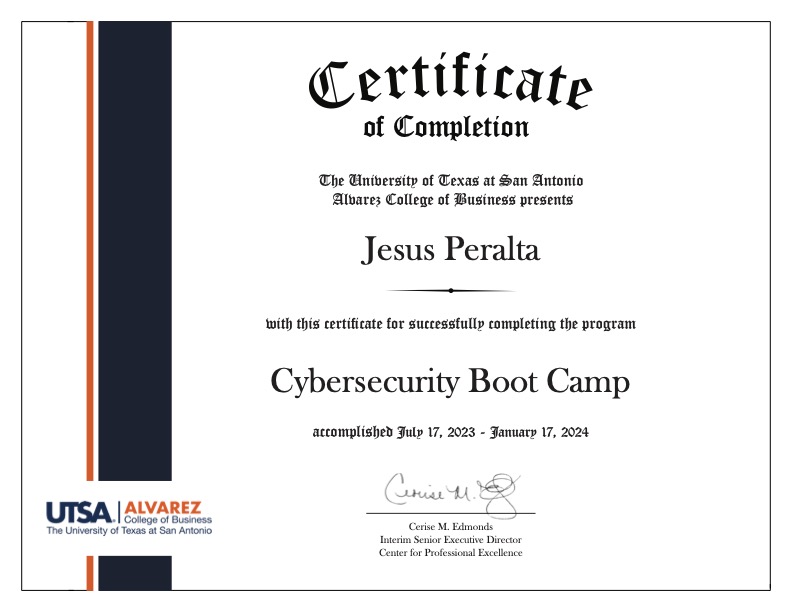 Certificate
of Completion
The University of Texas at San Antonio
Alvarez College of Business presents
Jesus Peralta
with this certificate for successfully completing the program
Cybersecurity Boot Camp
accomplished July 17, 2023 - January 17, 2024
Cerise M. Edmonds
Interim Senior Executive Director
Center for Professional Excellence
UTSA. | ALVAREZ
College of Business
The University of Texas at San Antonio